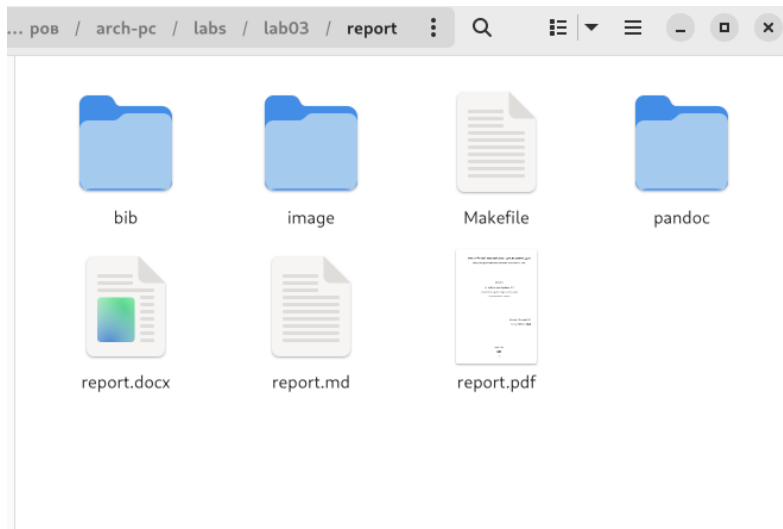 ... ров / arch-pc / labs / lab03 / report
bib image Makefile pandoc
report.docx report.md report.pdf